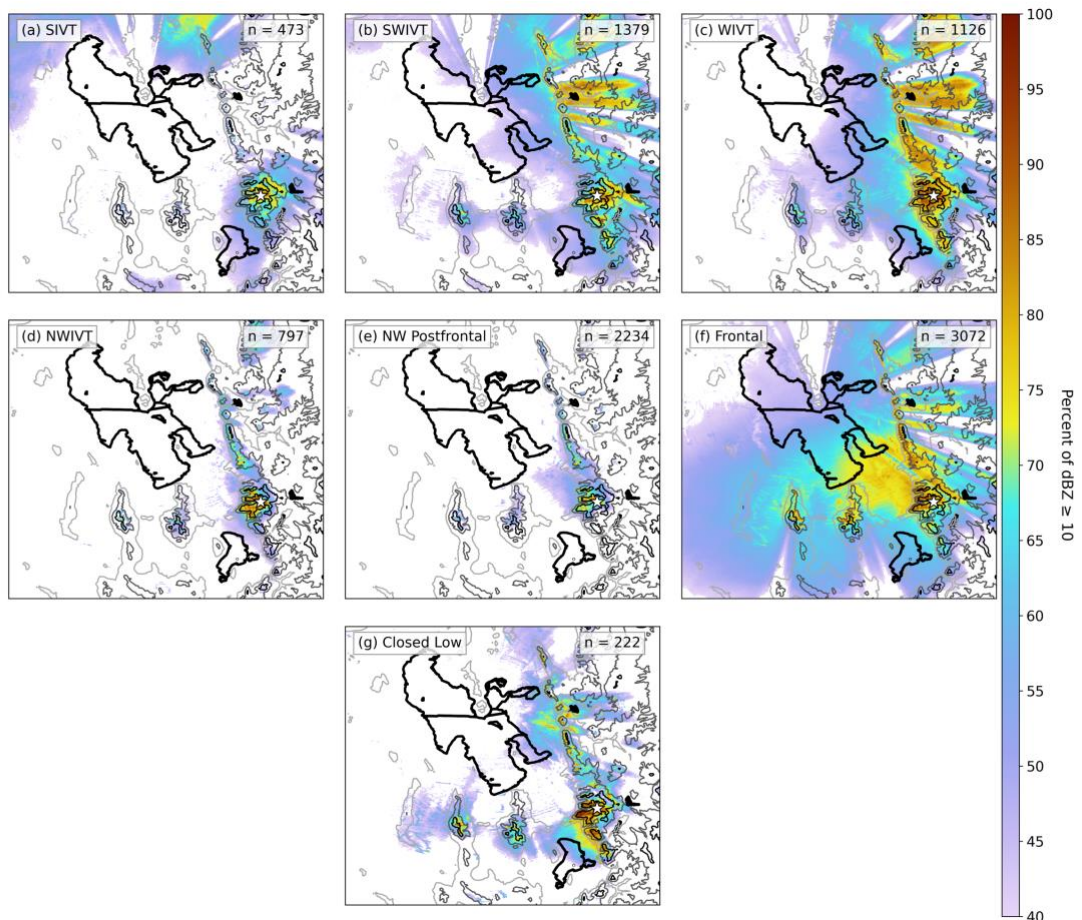 (a) SIVT
n = 473
(b) SWIVT
n = 1379
(c) WIVT
n = 1126
(d) NWIVT
n = 797
(e) NW Postfrontal
n = 2234
(f) Frontal
n = 3072
(g) Closed Low
n = 222
100
95
90
85
80
75
70
65
60
55
50
45
40
Percent of dBZ ≥ 10